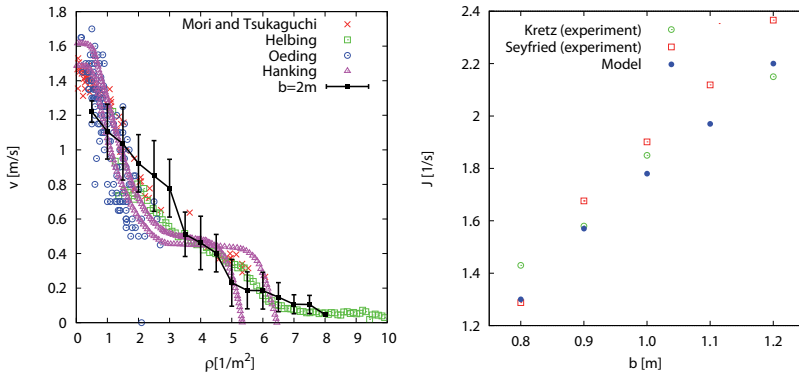 Mori and Tsukaguchi
Helbing
Oeding
Hanking
b=2m
1.8
1.6
1.4
1.2
1
0.8
0.6
0.4
0.2
0
v [m/s]
0 1 2 3 4 5 6 7 8 9 10
ρ[1/m²]
Kretz (experiment)
Seyfried (experiment)
Model
2.4
2.2
2.0
1.8
1.6
1.4
1.2
J [1/s]
0.8 0.9 1.0 1.1 1.2
b [m]